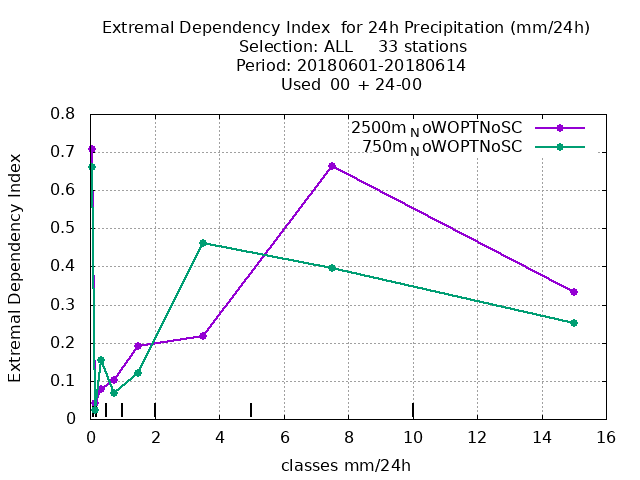 Extremal Dependency Index  for 24h Precipitation (mm/24h)
Selection: ALL     33 stations
Period: 20180601-20180614
Used  00 + 24-00
2500m_NoWOPTNoSC
750m_NoWOPTNoSC
Extremal Dependency Index
0.8
0.7
0.6
0.5
0.4
0.3
0.2
0.1
0
0 2 4 6 8 10 12 14 16
classes mm/24h